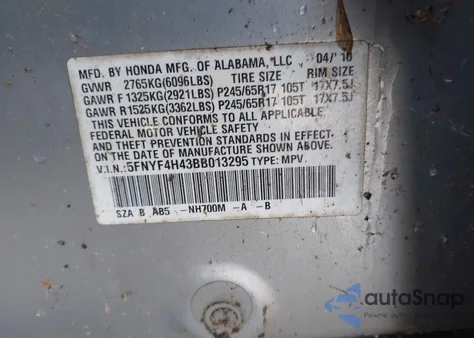 MFD. BY HONDA MFG. OF ALABAMA, LLC 04/'10
GVWR 2765KG(6096LBS) TIRE SIZE RIM SIZE
GAWR F 1325KG(2921LBS) P245/65R17 105T 17X7.5J
GAWR R 1525KG(3362LBS) P245/65R17 105T 17X7.5J
THIS VEHICLE CONFORMS TO ALL APPLICABLE
FEDERAL MOTOR VEHICLE SAFETY
AND THEFT PREVENTION STANDARDS IN EFFECT
ON THE DATE OF MANUFACTURE SHOWN ABOVE.
V.I.N.: 5FNYF4H43BB013295 TYPE: MPV.
SZA B AB5 -NH700M -A -B
autoSnap